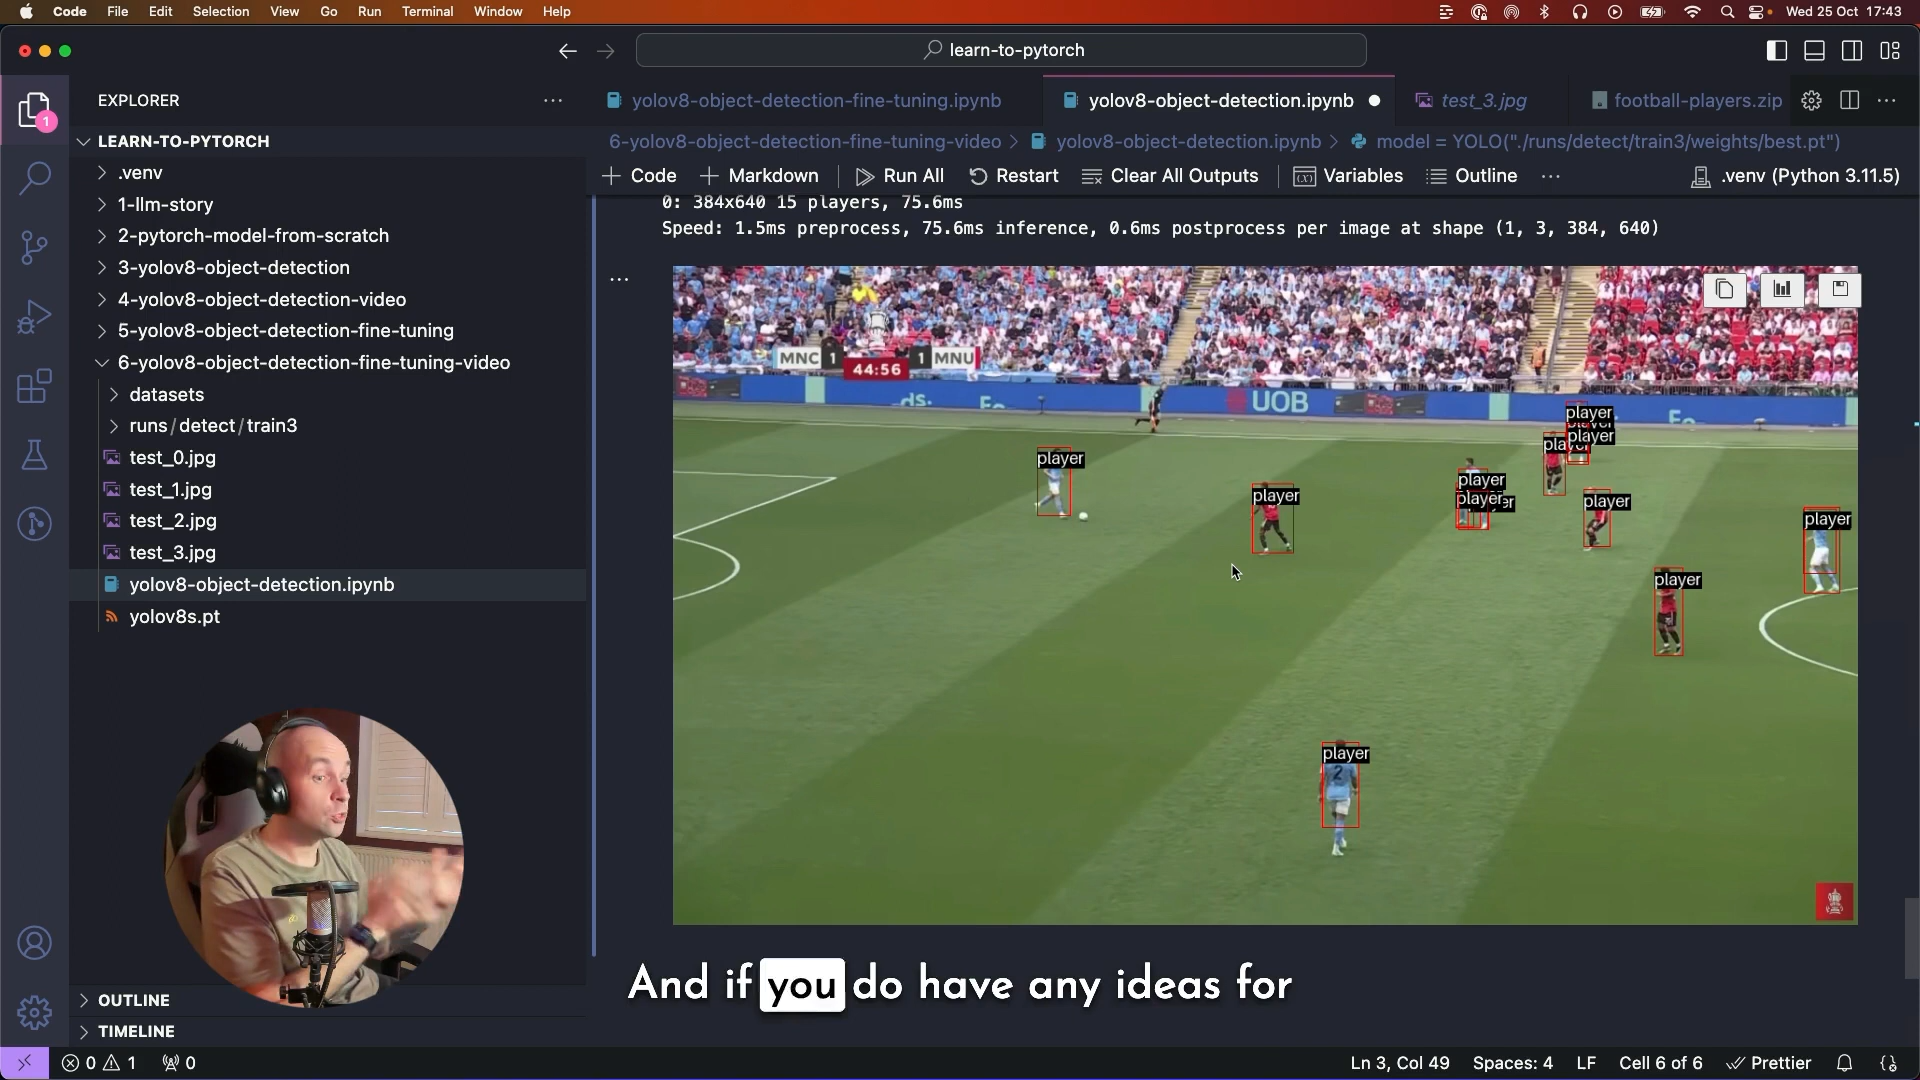 Code File Edit Selection View Go Run Terminal Window Help
Wed 25 Oct 17:43
learn-to-pytorch
EXPLORER
1
LEARN-TO-PYTORCH
.venv
1-llm-story
2-pytorch-model-from-scratch
3-yolov8-object-detection
4-yolov8-object-detection-video
5-yolov8-object-detection-fine-tuning
6-yolov8-object-detection-fine-tuning-video
datasets
runs/detect/train3
test_0.jpg
test_1.jpg
test_2.jpg
test_3.jpg
yolov8-object-detection.ipynb
yolov8s.pt
OUTLINE
TIMELINE
yolov8-object-detection-fine-tuning.ipynb
yolov8-object-detection.ipynb
test_3.jpg
football-players.zip
6-yolov8-object-detection-fine-tuning-video > yolov8-object-detection.ipynb > model = YOLO("./runs/detect/train3/weights/best.pt")
+ Code + Markdown Run All Restart Clear All Outputs Variables Outline ... .venv (Python 3.11.5)
0: 384x640 15 players, 75.6ms
Speed: 1.5ms preprocess, 75.6ms inference, 0.6ms postprocess per image at shape (1, 3, 384, 640)
MNC 1 1 MNU
44:56
ds.
UOB
player
player
player
player
player
player
player
player
player
player
player
2
And if you do have any ideas for
0 1 0
Ln 3, Col 49 Spaces: 4 LF Cell 6 of 6 Prettier